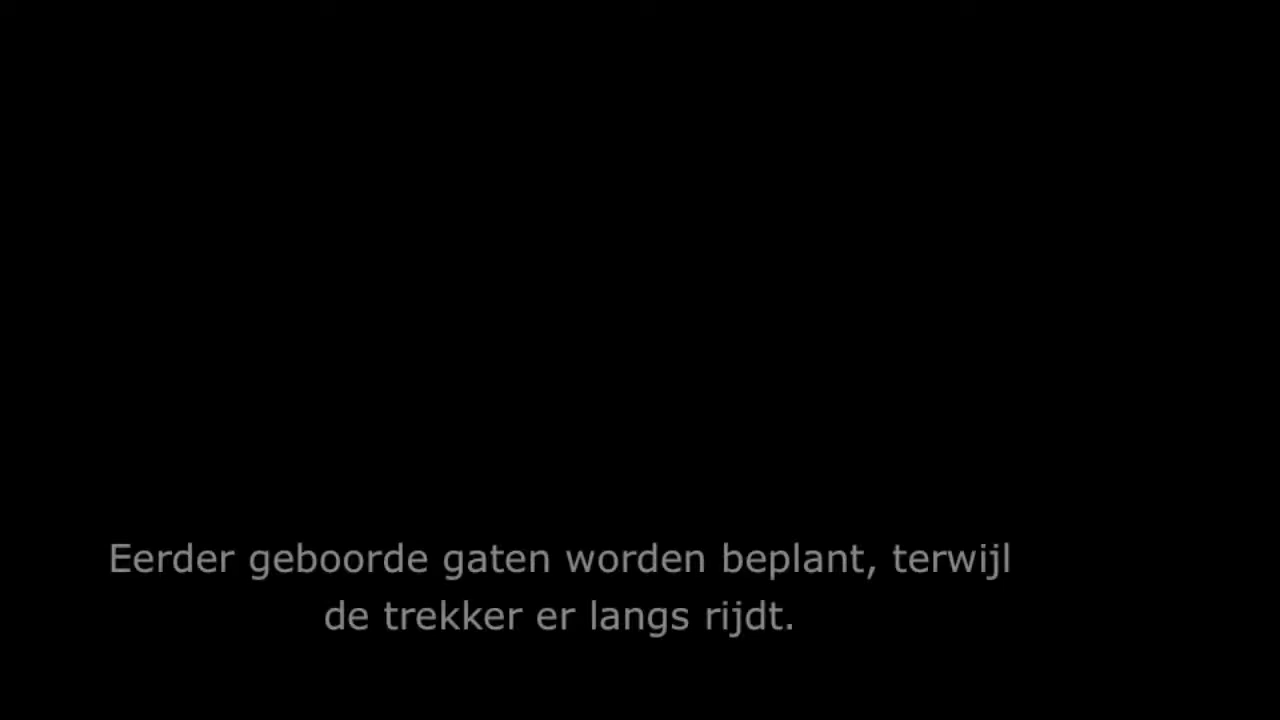 Eerder geboorde gaten worden beplant, terwijl
de trekker er langs rijdt.